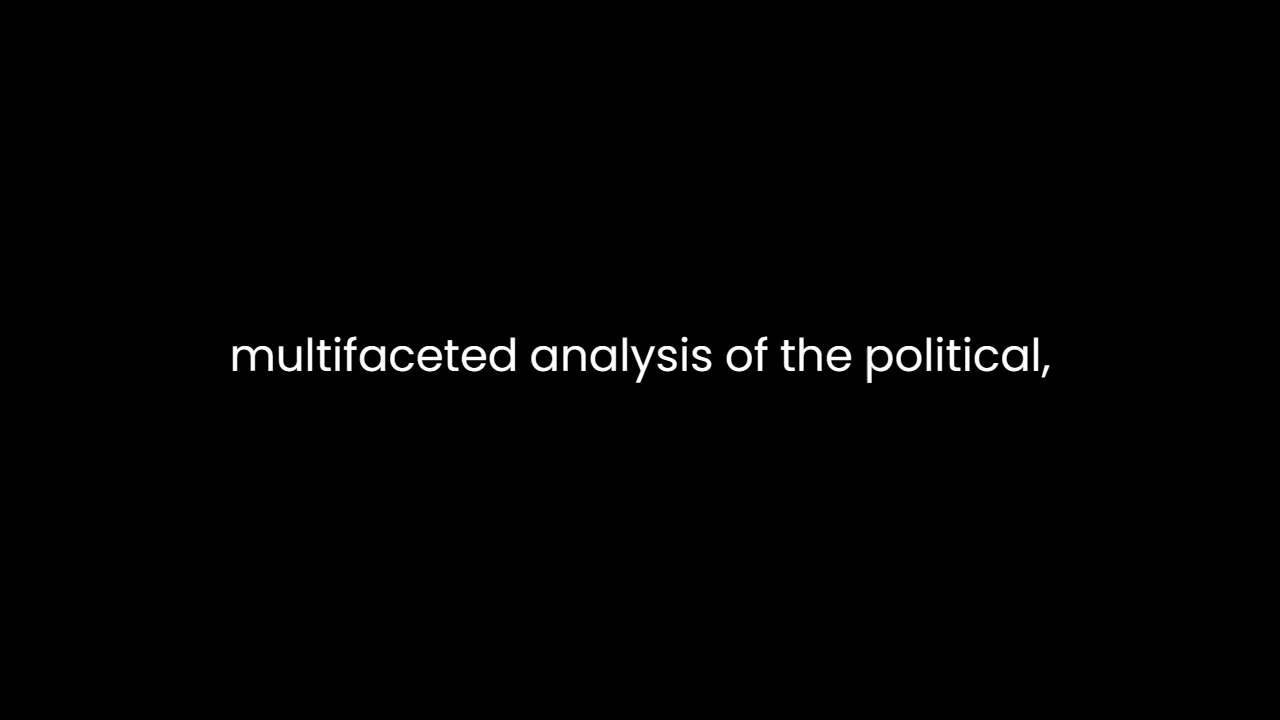 multifaceted analysis of the political,